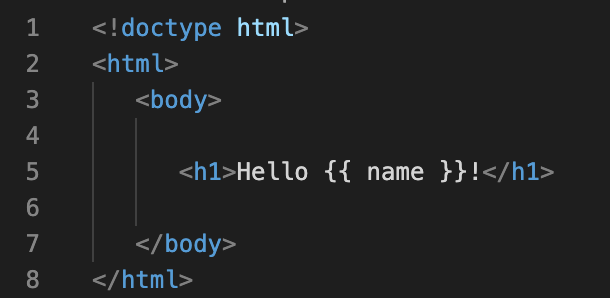 1 <!doctype html>
2 <html>
3 <body>
4
5 <h1>Hello {{ name }}!</h1>
6
7 </body>
8 </html>